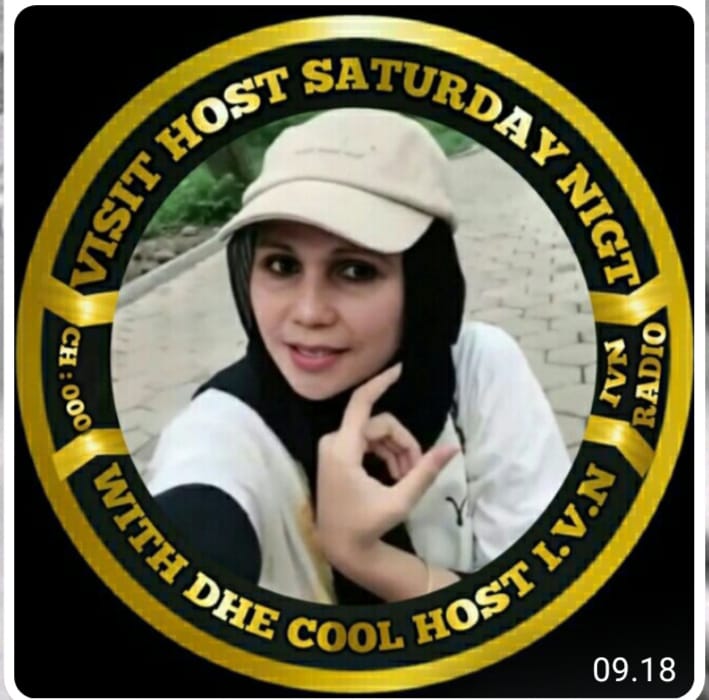 VISIT HOST SATURDAY NIGT
CH : 000
IVN
RADIO
WITH DHE COOL HOST I.V.N
09.18